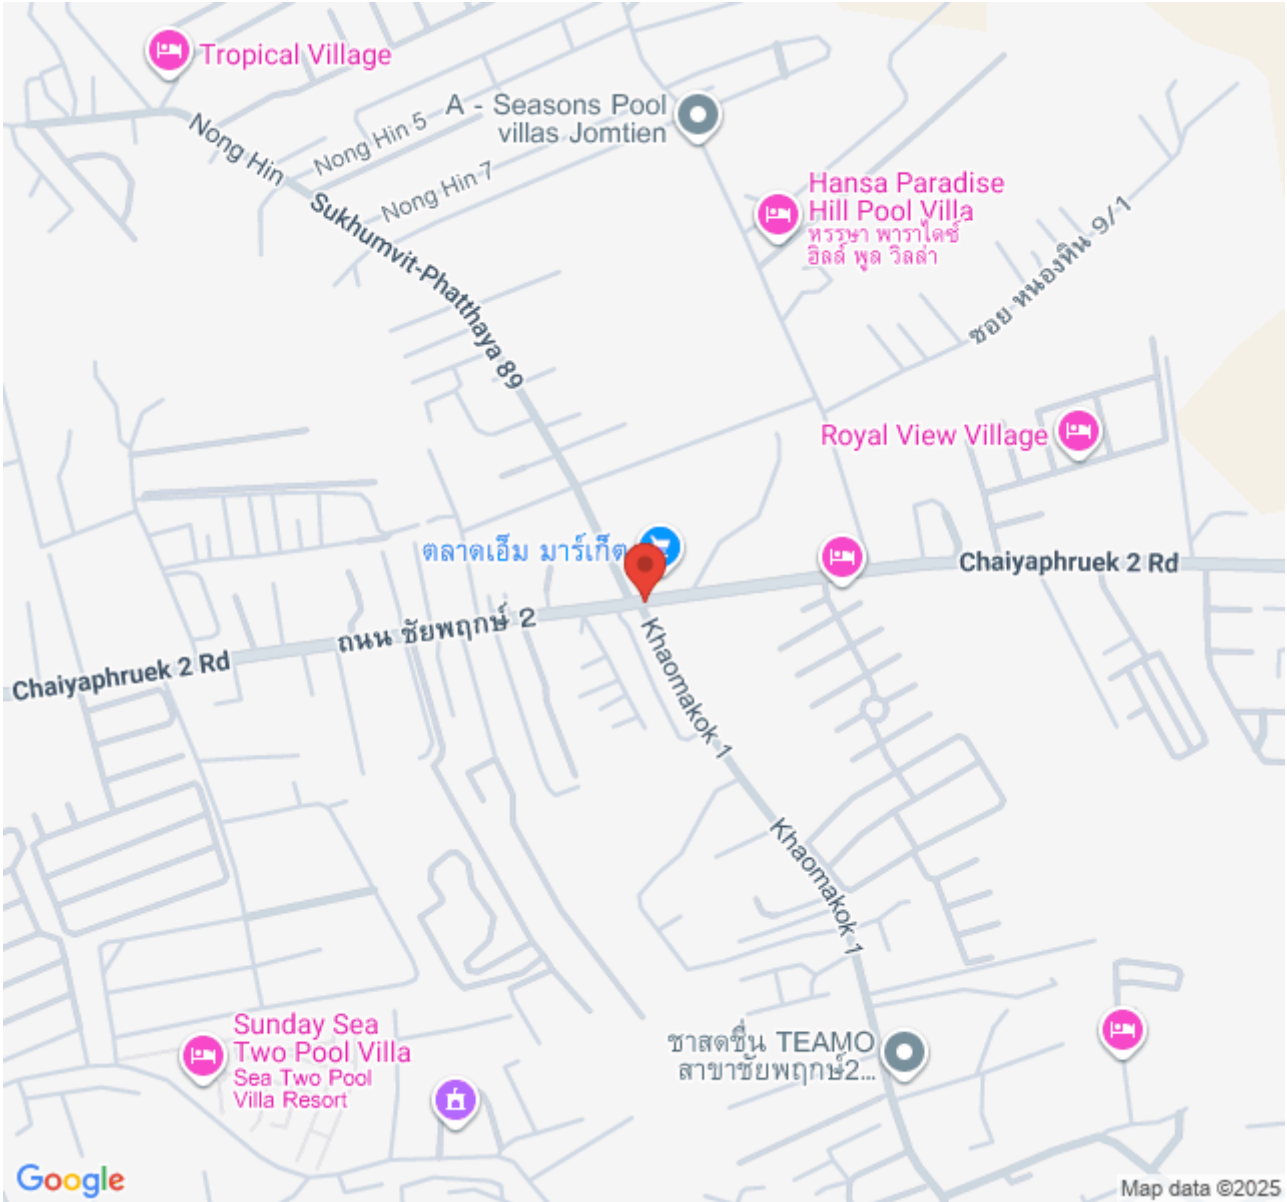 Tropical Village
A - Seasons Pool
villas Jomtien
Nong Hin
Nong Hin 5
Nong Hin 7
Hansa Paradise
Hill Pool Villa
หรรษา พาราไดซ์
ฮิลล์ พูล วิลล่า
Sukhumvit-Phatthaya 89
ซอย หนองหิน 9/1
Royal View Village
ตลาดเอ็ม มาร์เก็ต
Chaiyaphruek 2 Rd
ถนน ชัยพฤกษ์ 2
Chaiyaphruek 2 Rd
Khaomakok 1
Khaomakok 1
Sunday Sea
Two Pool Villa
Sea Two Pool
Villa Resort
ชาสดชื่น TEAMO
สาขาชัยพฤกษ์2...
Google
Map data ©2025